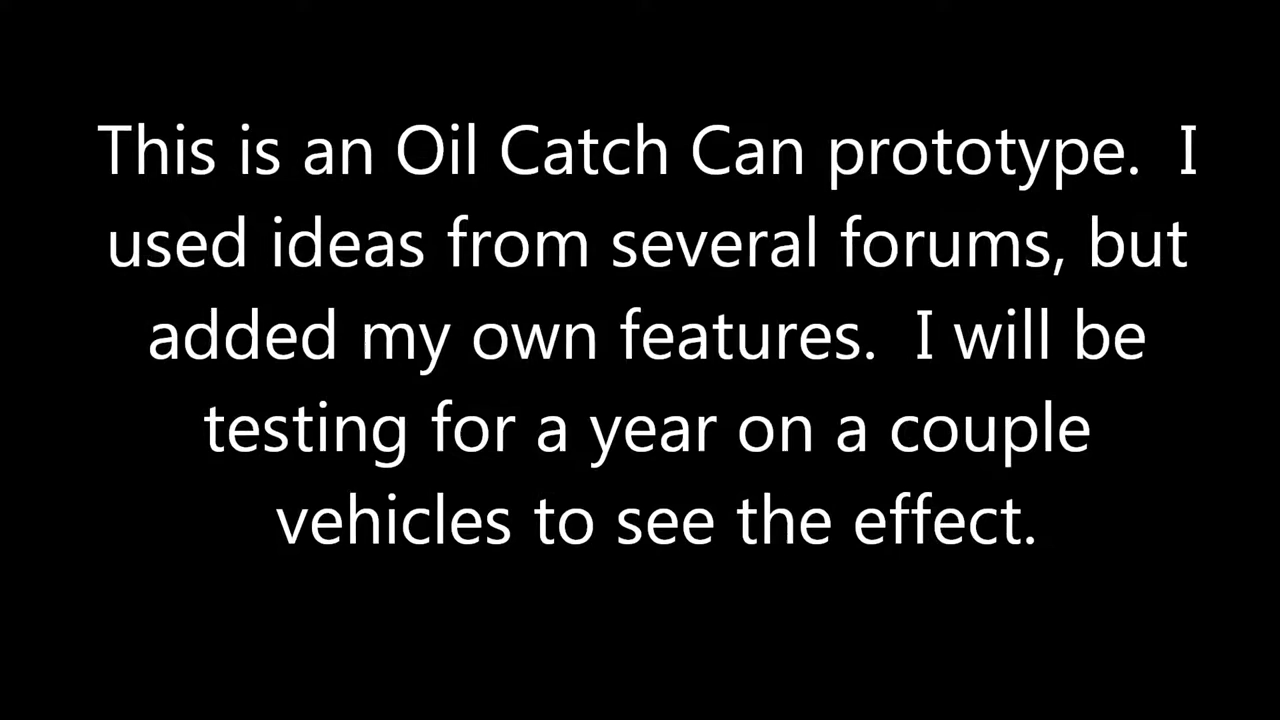 This is an Oil Catch Can prototype.  I
used ideas from several forums, but
added my own features.  I will be
testing for a year on a couple
vehicles to see the effect.